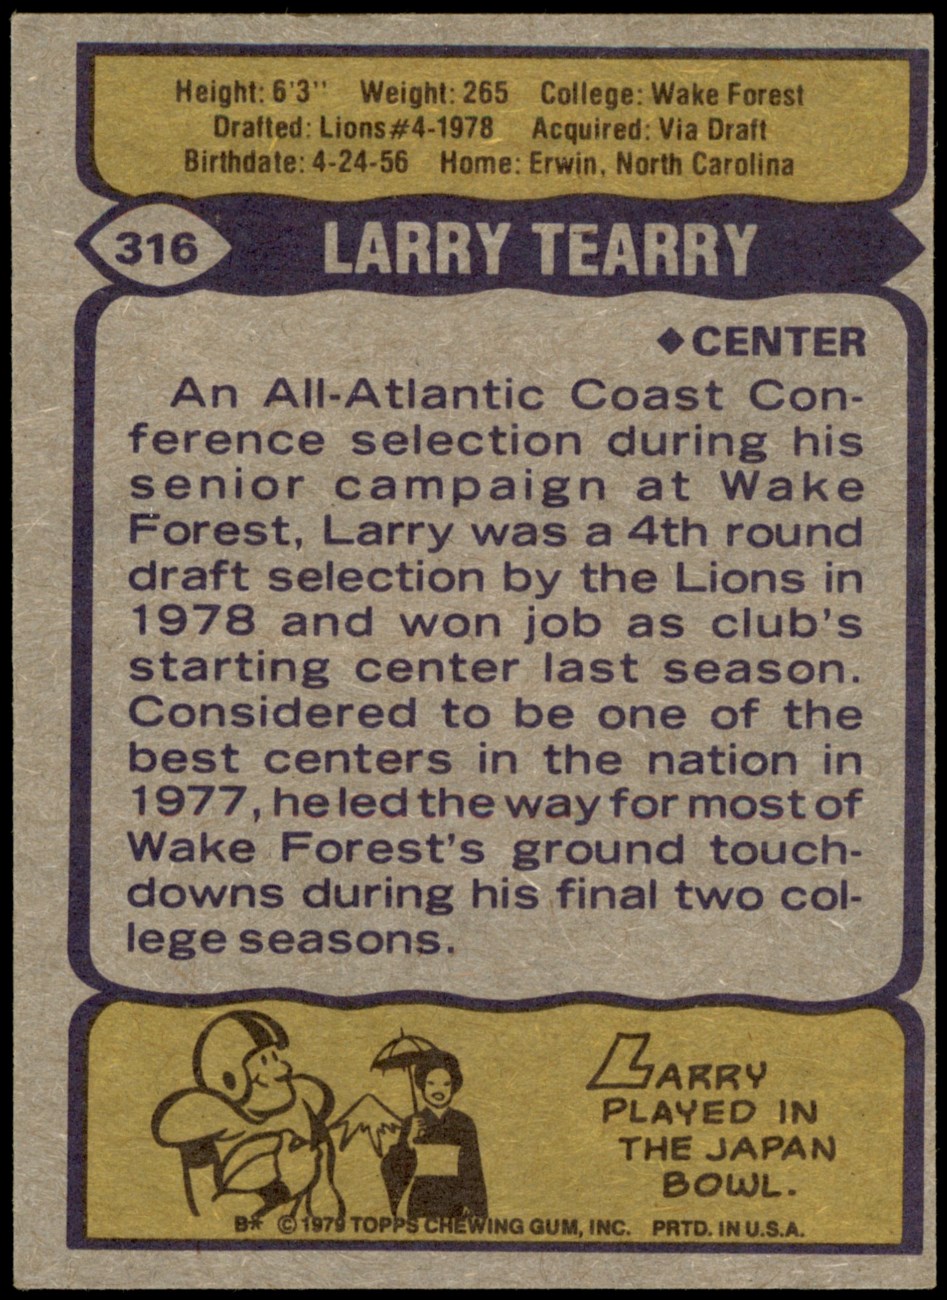 Height: 6'3" Weight: 265 College: Wake Forest
Drafted: Lions#4-1978 Acquired: Via Draft
Birthdate: 4-24-56 Home: Erwin, North Carolina
316 LARRY TEARRY
◆CENTER
An All-Atlantic Coast Con-
ference selection during his
senior campaign at Wake
Forest, Larry was a 4th round
draft selection by the Lions in
1978 and won job as club's
starting center last season.
Considered to be one of the
best centers in the nation in
1977, he led the way for most of
Wake Forest's ground touch-
downs during his final two col-
lege seasons.
LARRY
PLAYED IN
THE JAPAN
BOWL.
B* © 1979 TOPPS CHEWING GUM, INC. PRTD. IN U.S.A.